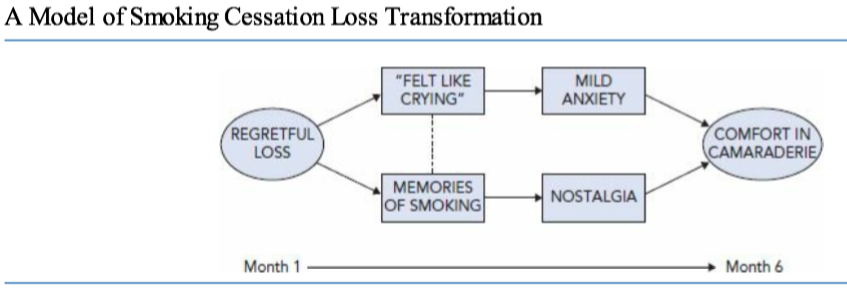 A Model of Smoking Cessation Loss Transformation
"FELT LIKE
CRYING"
MILD
ANXIETY
REGRETFUL
LOSS
COMFORT IN
CAMARADERIE
MEMORIES
OF SMOKING
NOSTALGIA
Month 1
Month 6